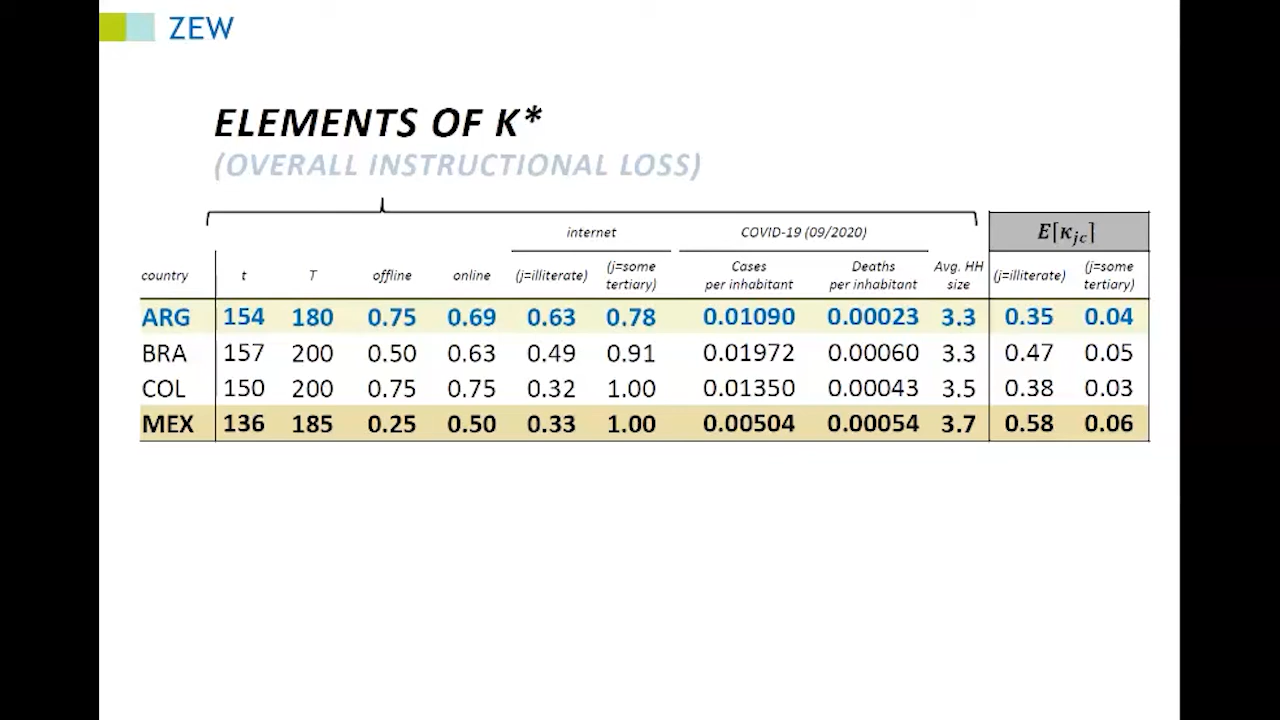 ZEW
ELEMENTS OF K*
(OVERALL INSTRUCTIONAL LOSS)
internet COVID-19 (09/2020) E[κjc]
country t T offline online (j=illiterate) (j=some tertiary) Cases per inhabitant Deaths per inhabitant Avg. HH size (j=illiterate) (j=some tertiary)
ARG 154 180 0.75 0.69 0.63 0.78 0.01090 0.00023 3.3 0.35 0.04
BRA 157 200 0.50 0.63 0.49 0.91 0.01972 0.00060 3.3 0.47 0.05
COL 150 200 0.75 0.75 0.32 1.00 0.01350 0.00043 3.5 0.38 0.03
MEX 136 185 0.25 0.50 0.33 1.00 0.00504 0.00054 3.7 0.58 0.06